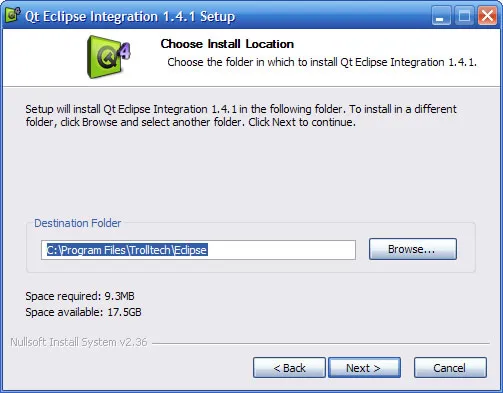 Qt Eclipse Integration 1.4.1 Setup
4
Choose Install Location
Choose the folder in which to install Qt Eclipse Integration 1.4.1.
Setup will install Qt Eclipse Integration 1.4.1 in the following folder. To install in a different
folder, click Browse and select another folder. Click Next to continue.
Destination Folder
C:\Program Files\Trolltech\Eclipse
Browse...
Space required: 9.3MB
Space available: 17.5GB
Nullsoft Install System v2.36
< Back
Next >
Cancel